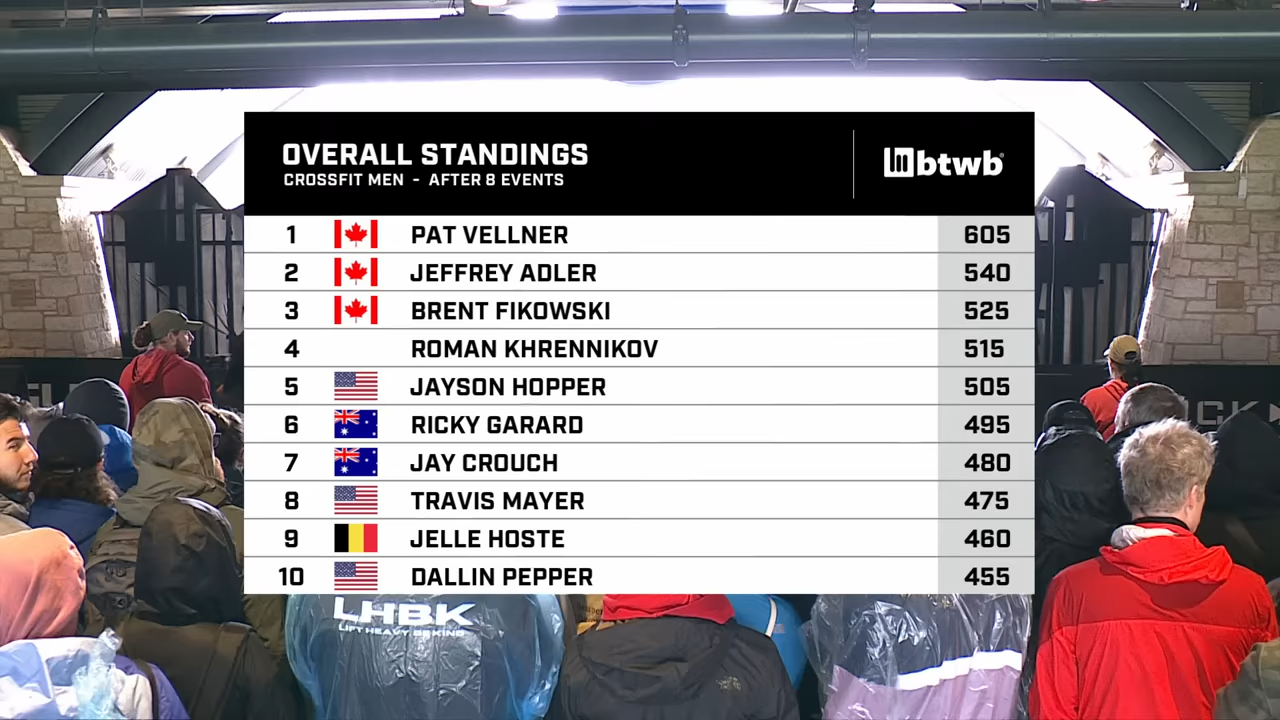 OVERALL STANDINGS
CROSSFIT MEN - AFTER 8 EVENTS
btwb
1 PAT VELLNER 605
2 JEFFREY ADLER 540
3 BRENT FIKOWSKI 525
4 ROMAN KHRENNIKOV 515
5 JAYSON HOPPER 505
6 RICKY GARARD 495
7 JAY CROUCH 480
8 TRAVIS MAYER 475
9 JELLE HOSTE 460
10 DALLIN PEPPER 455
LHBK
LIFT HEAVY BE KIND